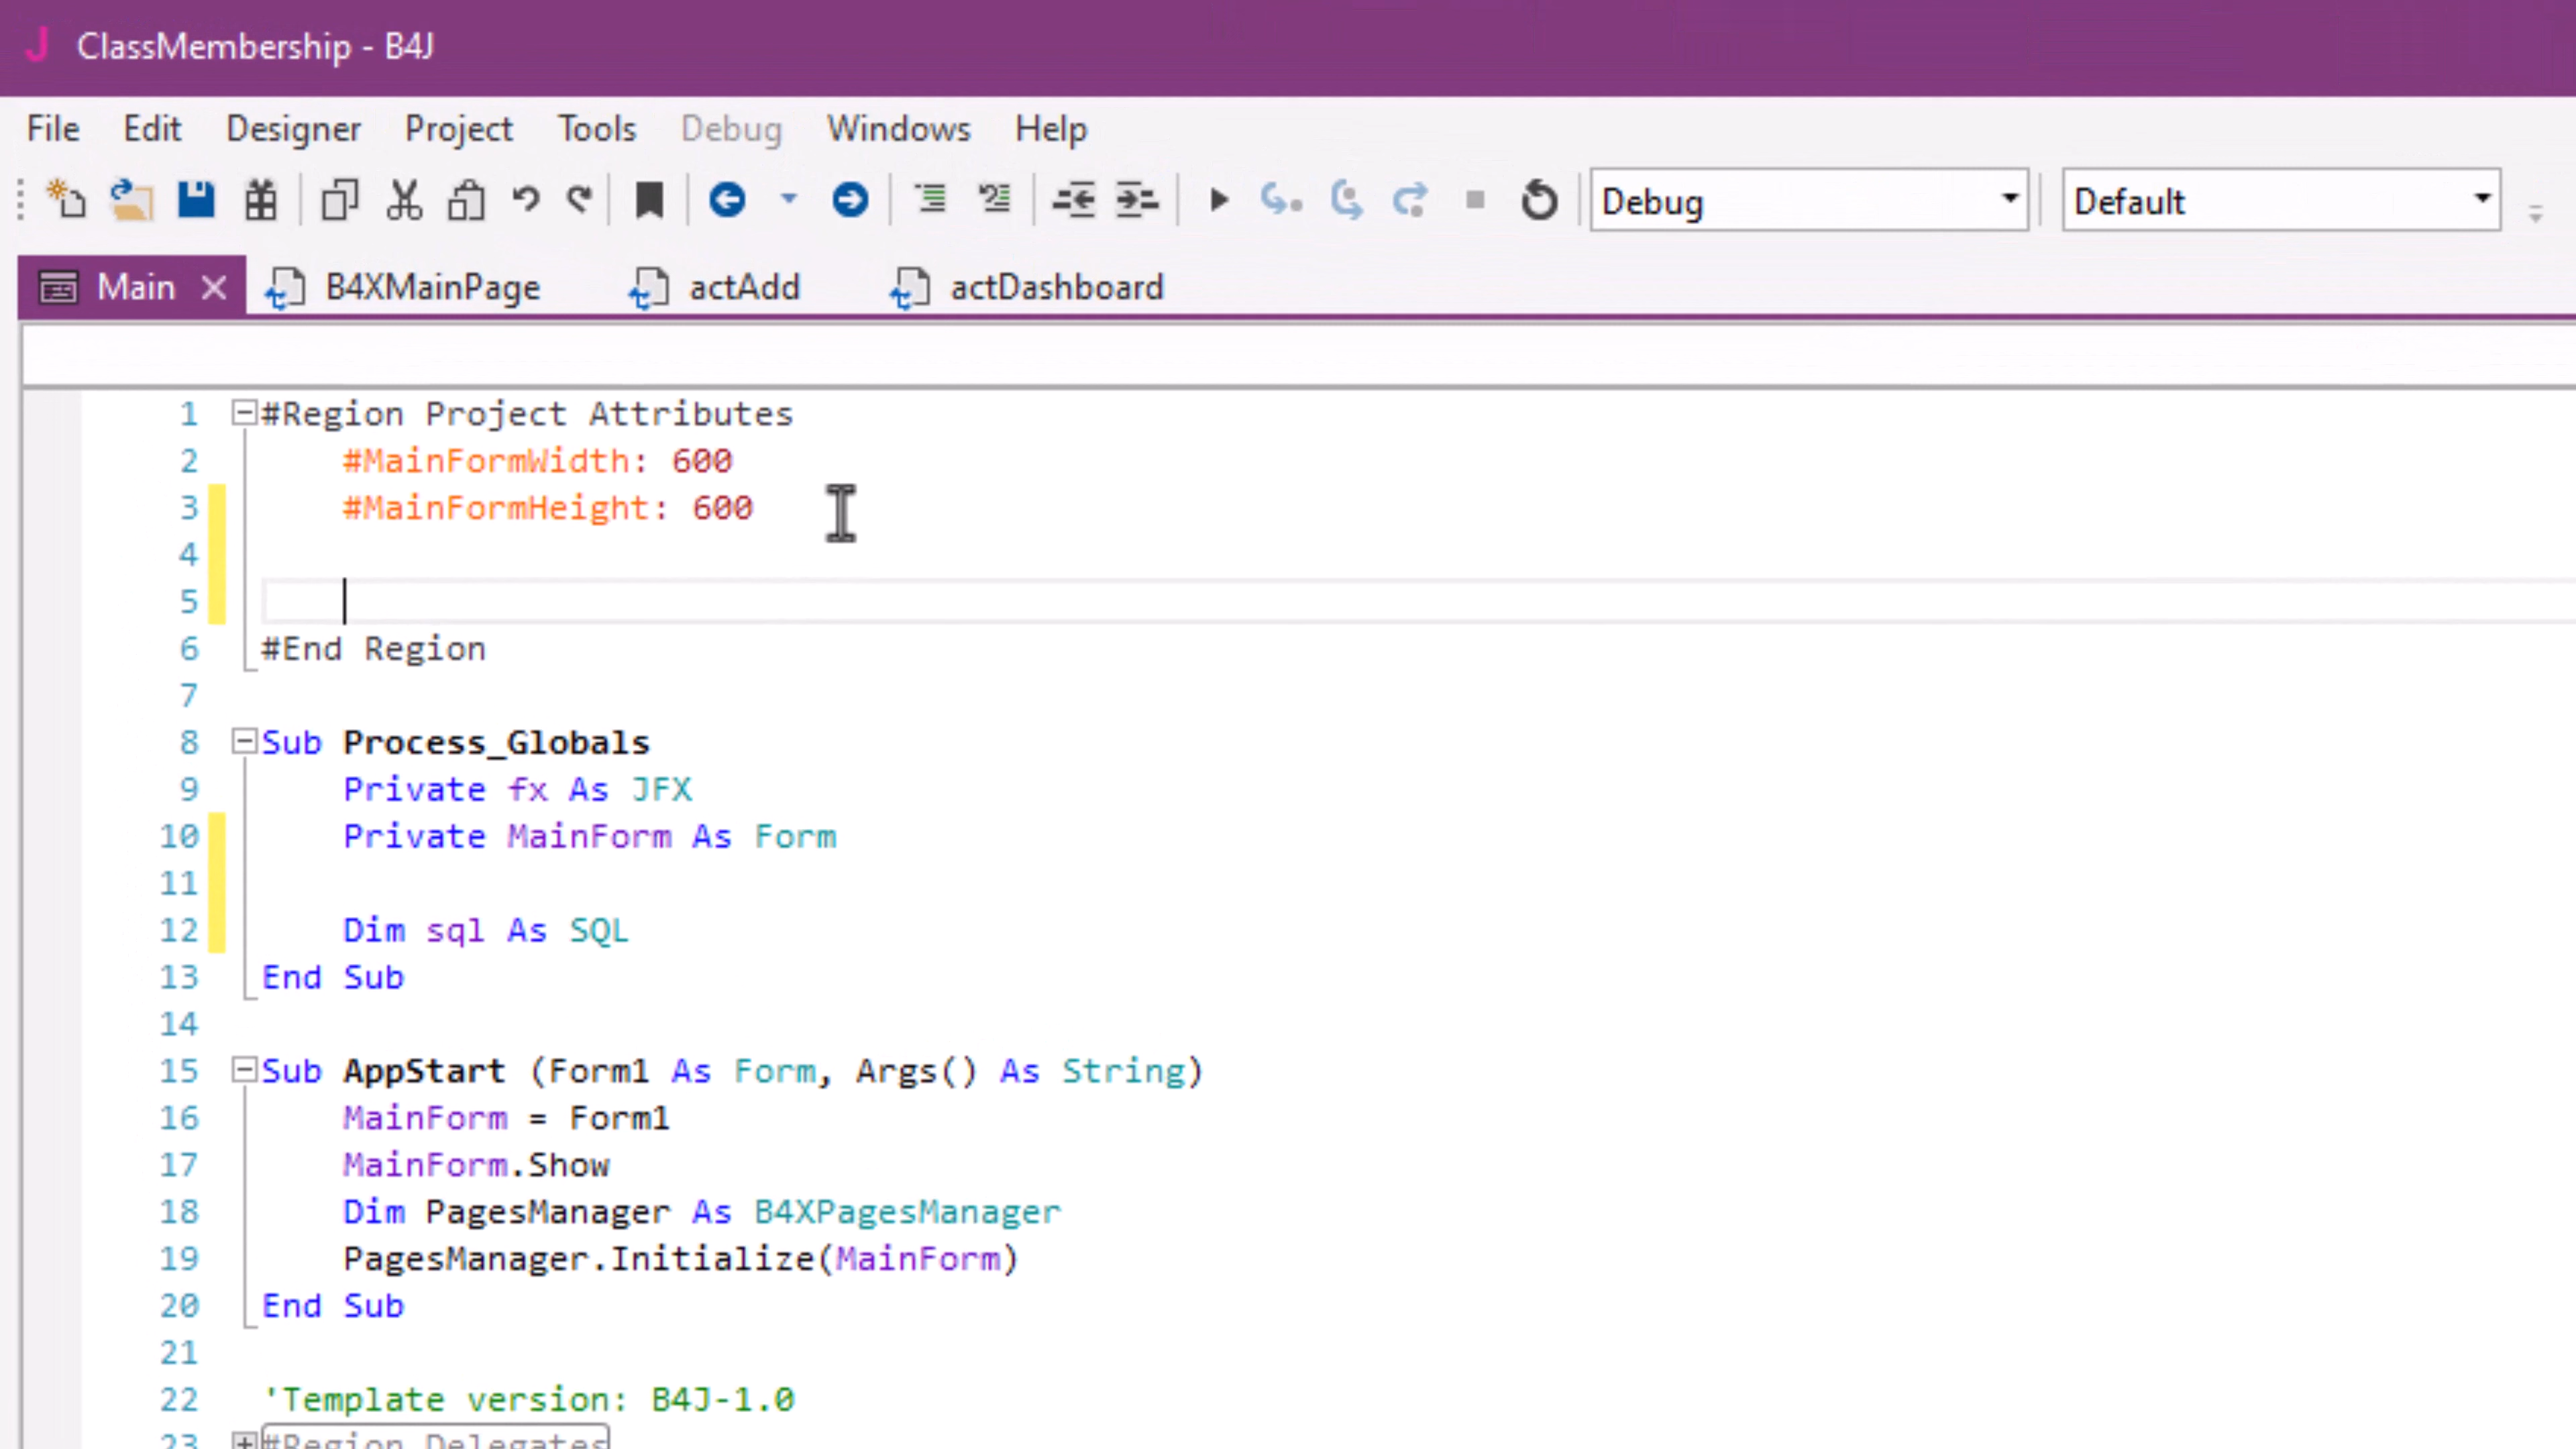 ClassMembership - B4J
File Edit Designer Project Tools Debug Windows Help
Debug Default
Main B4XMainPage actAdd actDashboard
1 #Region Project Attributes
2 #MainFormWidth: 600
3 #MainFormHeight: 600
4
5
6 #End Region
7
8 Sub Process_Globals
9 Private fx As JFX
10 Private MainForm As Form
11
12 Dim sql As SQL
13 End Sub
14
15 Sub AppStart (Form1 As Form, Args() As String)
16 MainForm = Form1
17 MainForm.Show
18 Dim PagesManager As B4XPagesManager
19 PagesManager.Initialize(MainForm)
20 End Sub
21
22 'Template version: B4J-1.0
23 #Region Delegates